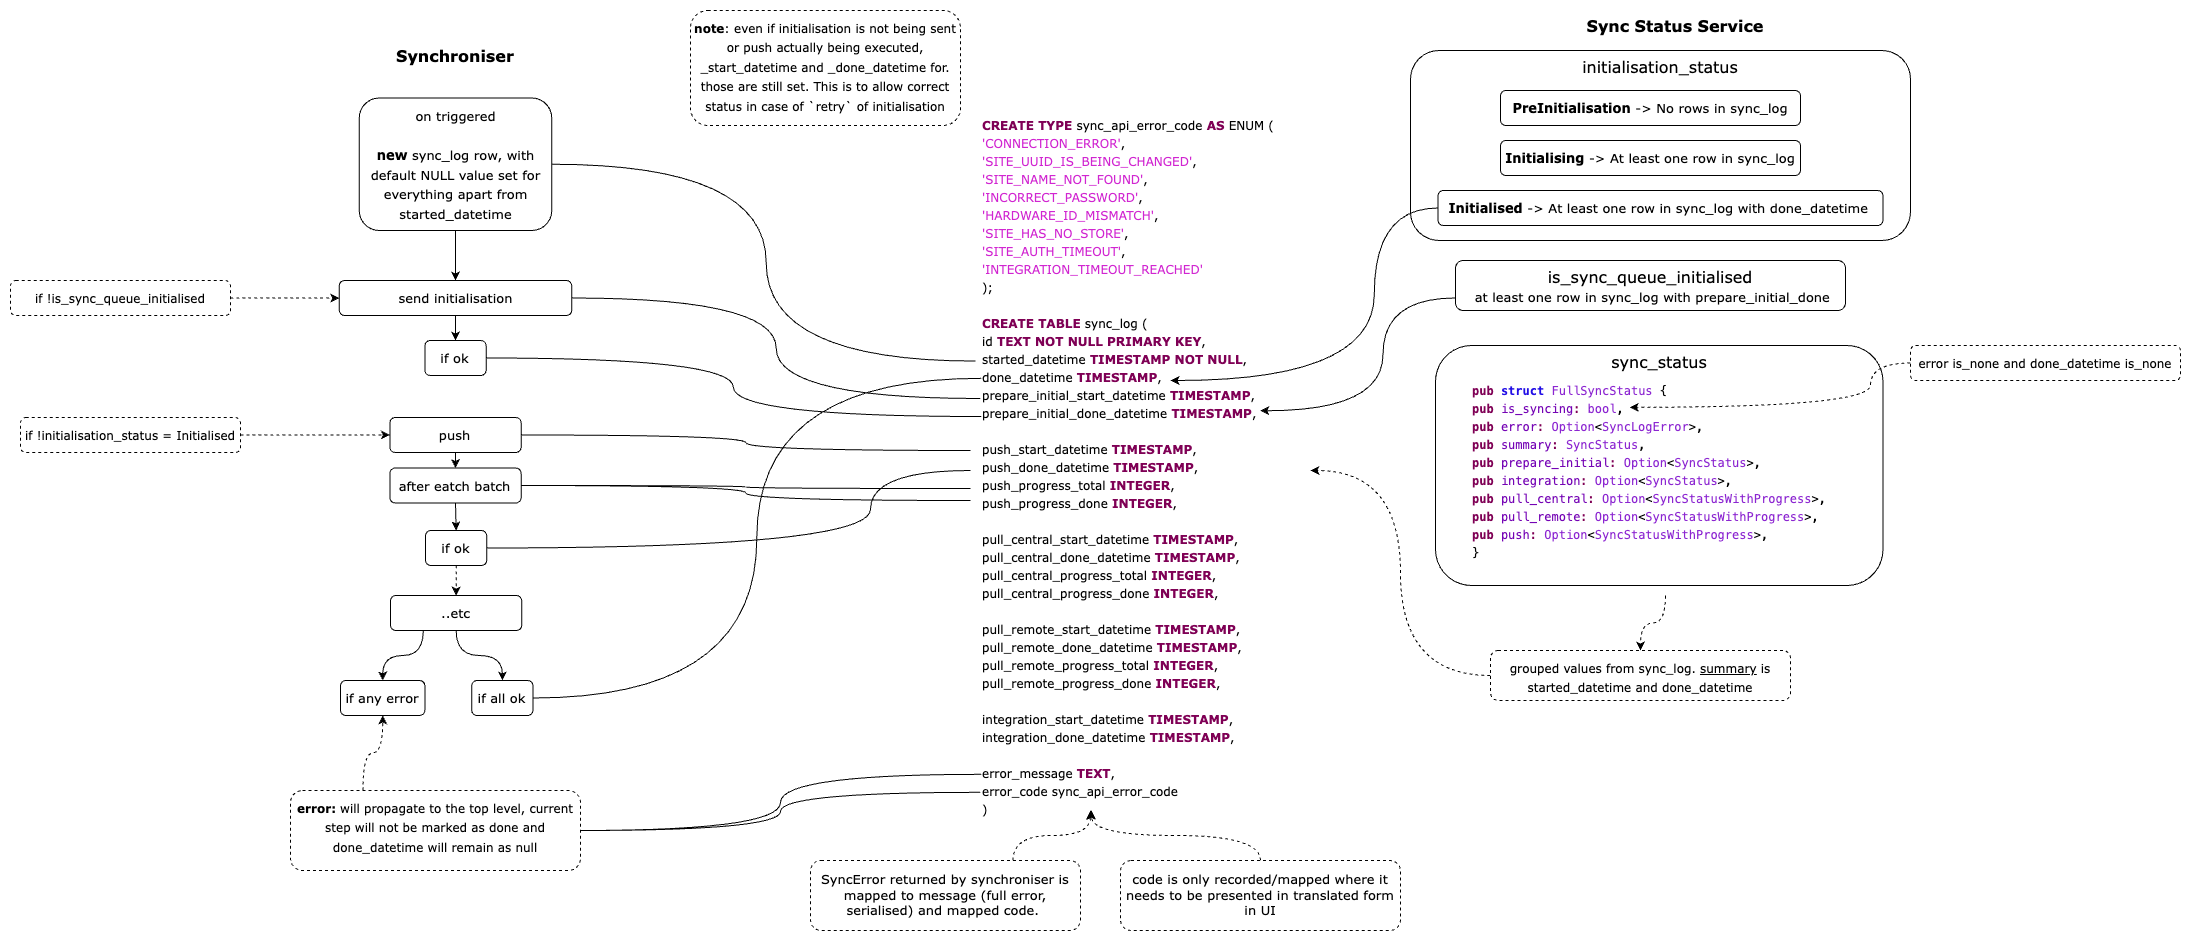 Synchroniser
on triggered
new sync_log row, with
default NULL value set for
everything apart from
started_datetime
if !is_sync_queue_initialised
send initialisation
if ok
if !initialisation_status = Initialised
push
after eatch batch
if ok
..etc
if any error
if all ok
error: will propagate to the top level, current
step will not be marked as done and
done_datetime will remain as null
note: even if initialisation is not being sent
or push actually being executed,
_start_datetime and _done_datetime for.
those are still set. This is to allow correct
status in case of `retry` of initialisation
CREATE TYPE sync_api_error_code AS ENUM (
'CONNECTION_ERROR',
'SITE_UUID_IS_BEING_CHANGED',
'SITE_NAME_NOT_FOUND',
'INCORRECT_PASSWORD',
'HARDWARE_ID_MISMATCH',
'SITE_HAS_NO_STORE',
'SITE_AUTH_TIMEOUT',
'INTEGRATION_TIMEOUT_REACHED'
);
CREATE TABLE sync_log (
id TEXT NOT NULL PRIMARY KEY,
started_datetime TIMESTAMP NOT NULL,
done_datetime TIMESTAMP,
prepare_initial_start_datetime TIMESTAMP,
prepare_initial_done_datetime TIMESTAMP,
push_start_datetime TIMESTAMP,
push_done_datetime TIMESTAMP,
push_progress_total INTEGER,
push_progress_done INTEGER,
pull_central_start_datetime TIMESTAMP,
pull_central_done_datetime TIMESTAMP,
pull_central_progress_total INTEGER,
pull_central_progress_done INTEGER,
pull_remote_start_datetime TIMESTAMP,
pull_remote_done_datetime TIMESTAMP,
pull_remote_progress_total INTEGER,
pull_remote_progress_done INTEGER,
integration_start_datetime TIMESTAMP,
integration_done_datetime TIMESTAMP,
error_message TEXT,
error_code sync_api_error_code
)
SyncError returned by synchroniser is
mapped to message (full error,
serialised) and mapped code.
code is only recorded/mapped where it
needs to be presented in translated form
in UI
Sync Status Service
initialisation_status
PreInitialisation -> No rows in sync_log
Initialising -> At least one row in sync_log
Initialised -> At least one row in sync_log with done_datetime
is_sync_queue_initialised
at least one row in sync_log with prepare_initial_done
sync_status
pub struct FullSyncStatus {
pub is_syncing: bool,
pub error: Option<SyncLogError>,
pub summary: SyncStatus,
pub prepare_initial: Option<SyncStatus>,
pub integration: Option<SyncStatus>,
pub pull_central: Option<SyncStatusWithProgress>,
pub pull_remote: Option<SyncStatusWithProgress>,
pub push: Option<SyncStatusWithProgress>,
}
error is_none and done_datetime is_none
grouped values from sync_log. summary is
started_datetime and done_datetime